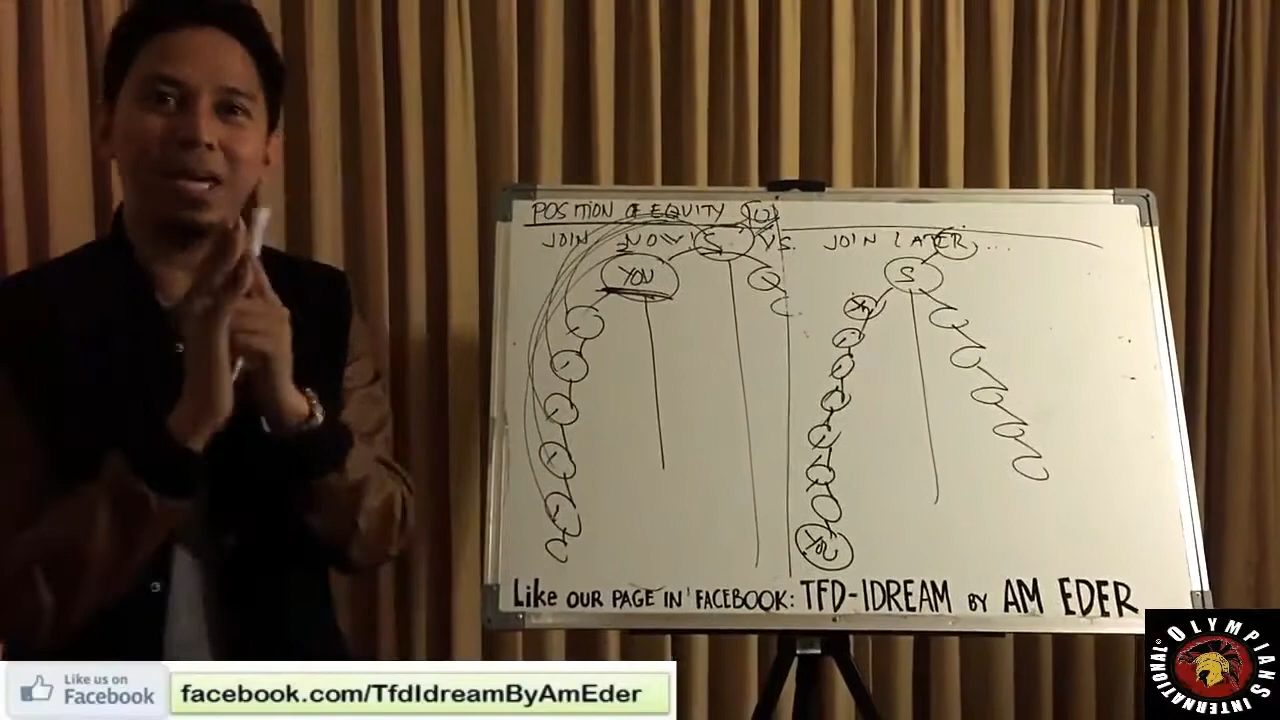 POSITION OF EQUITY
JOIN NOW! S VS. JOIN LATER...
YOU
S
YOU
Like OUR PAGE IN FACEBOOK: TFD-IDREAM BY AM EDER
Like us on
Facebook
facebook.com/TfdIdreamByAmEder
OLYMPIANS
INTERNATIONAL